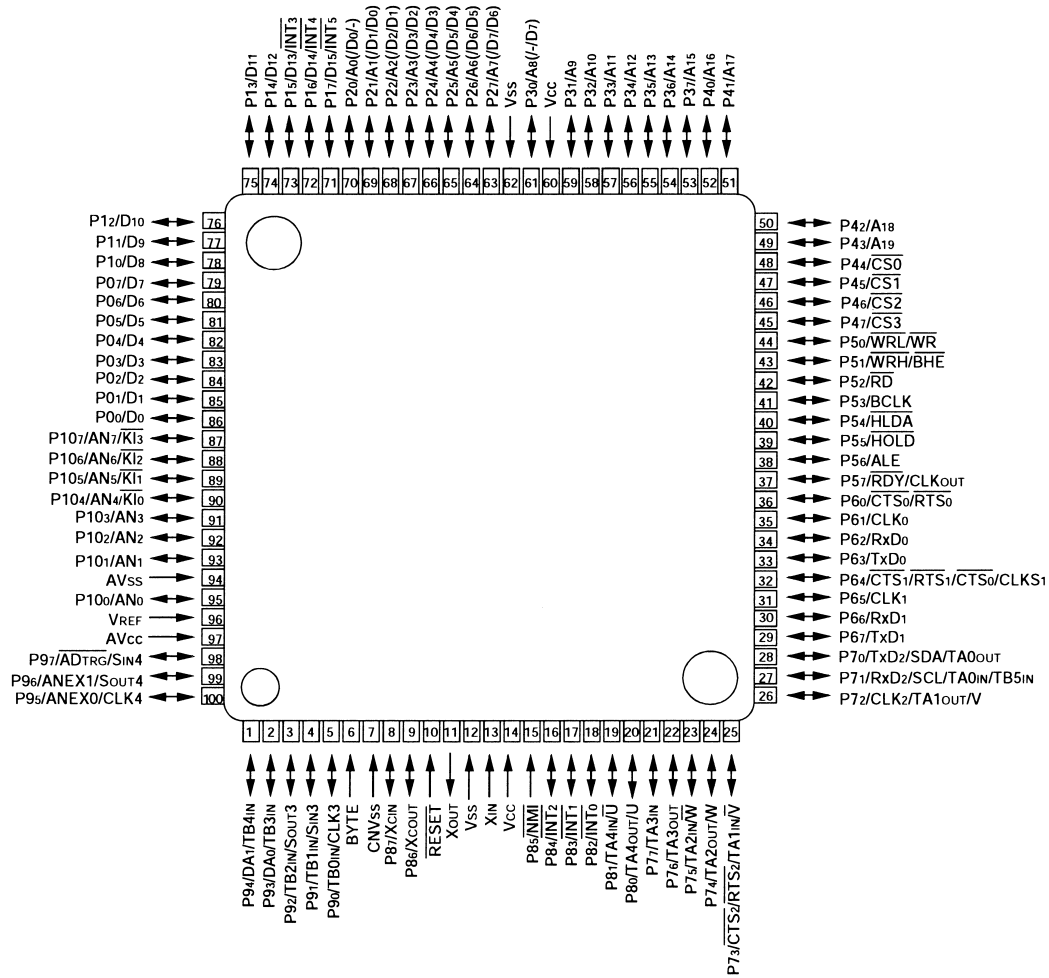 P13/D11
P14/D12
P15/D13/INT3
P16/D14/INT4
P17/D15/INT5
P20/A0(/D0/-)
P21/A1(/D1/D0)
P22/A2(/D2/D1)
P23/A3(/D3/D2)
P24/A4(/D4/D3)
P25/A5(/D5/D4)
P26/A6(/D6/D5)
P27/A7(/D7/D6)
Vss
P30/A8(/-/D7)
Vcc
P31/A9
P32/A10
P33/A11
P34/A12
P35/A13
P36/A14
P37/A15
P40/A16
P41/A17
75 74 73 72 71 70 69 68 67 66 65 64 63 62 61 60 59 58 57 56 55 54 53 52 51
P12/D10 76
P11/D9 77
P10/D8 78
P07/D7 79
P06/D6 80
P05/D5 81
P04/D4 82
P03/D3 83
P02/D2 84
P01/D1 85
P00/D0 86
P107/AN7/KI3 87
P106/AN6/KI2 88
P105/AN5/KI1 89
P104/AN4/KI0 90
P103/AN3 91
P102/AN2 92
P101/AN1 93
AVss 94
P100/AN0 95
VREF 96
AVcc 97
P97/ADTRG/SIN4 98
P96/ANEX1/SOUT4 99
P95/ANEX0/CLK4 100
50 P42/A18
49 P43/A19
48 P44/CS0
47 P45/CS1
46 P46/CS2
45 P47/CS3
44 P50/WRL/WR
43 P51/WRH/BHE
42 P52/RD
41 P53/BCLK
40 P54/HLDA
39 P55/HOLD
38 P56/ALE
37 P57/RDY/CLKOUT
36 P60/CTS0/RTS0
35 P61/CLK0
34 P62/RxD0
33 P63/TxD0
32 P64/CTS1/RTS1/CTS0/CLKS1
31 P65/CLK1
30 P66/RxD1
29 P67/TxD1
28 P70/TxD2/SDA/TA0OUT
27 P71/RxD2/SCL/TA0IN/TB5IN
26 P72/CLK2/TA1OUT/V
1 2 3 4 5 6 7 8 9 10 11 12 13 14 15 16 17 18 19 20 21 22 23 24 25
P94/DA1/TB4IN
P93/DA0/TB3IN
P92/TB2IN/SOUT3
P91/TB1IN/SIN3
P90/TB0IN/CLK3
BYTE
CNVss
P87/XCIN
P86/XCOUT
RESET
XOUT
Vss
XIN
Vcc
P85/NMI
P84/INT2
P83/INT1
P82/INT0
P81/TA4IN/U
P80/TA4OUT/U
P77/TA3IN
P76/TA3OUT
P75/TA2IN/W
P74/TA2OUT/W
P73/CTS2/RTS2/TA1IN/V